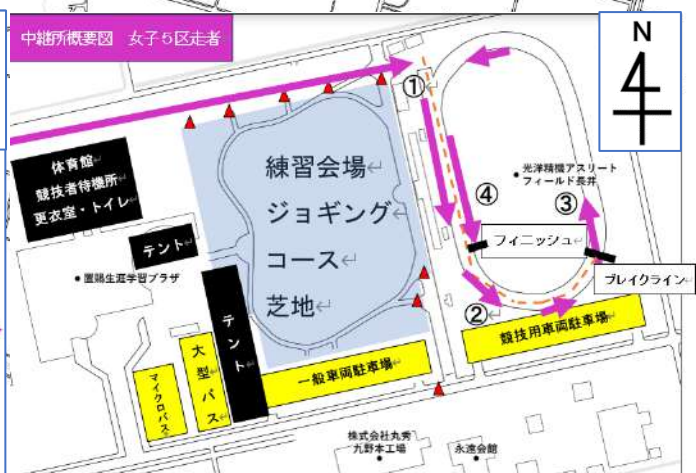 中継所概要図　女子5区走者
N
①
体育館
競技者待機所
更衣室・トイレ
練習会場
ジョギング
コース
芝地
光洋精機アスリート
フィールド長井
④
③
テント
フィニッシュ
置賜生涯学習プラザ
ブレイクライン
テント
②
競技用車両駐車場
大型バス
マイクロバス
一般車両駐車場
株式会社丸秀
九野本工場
永遠会館